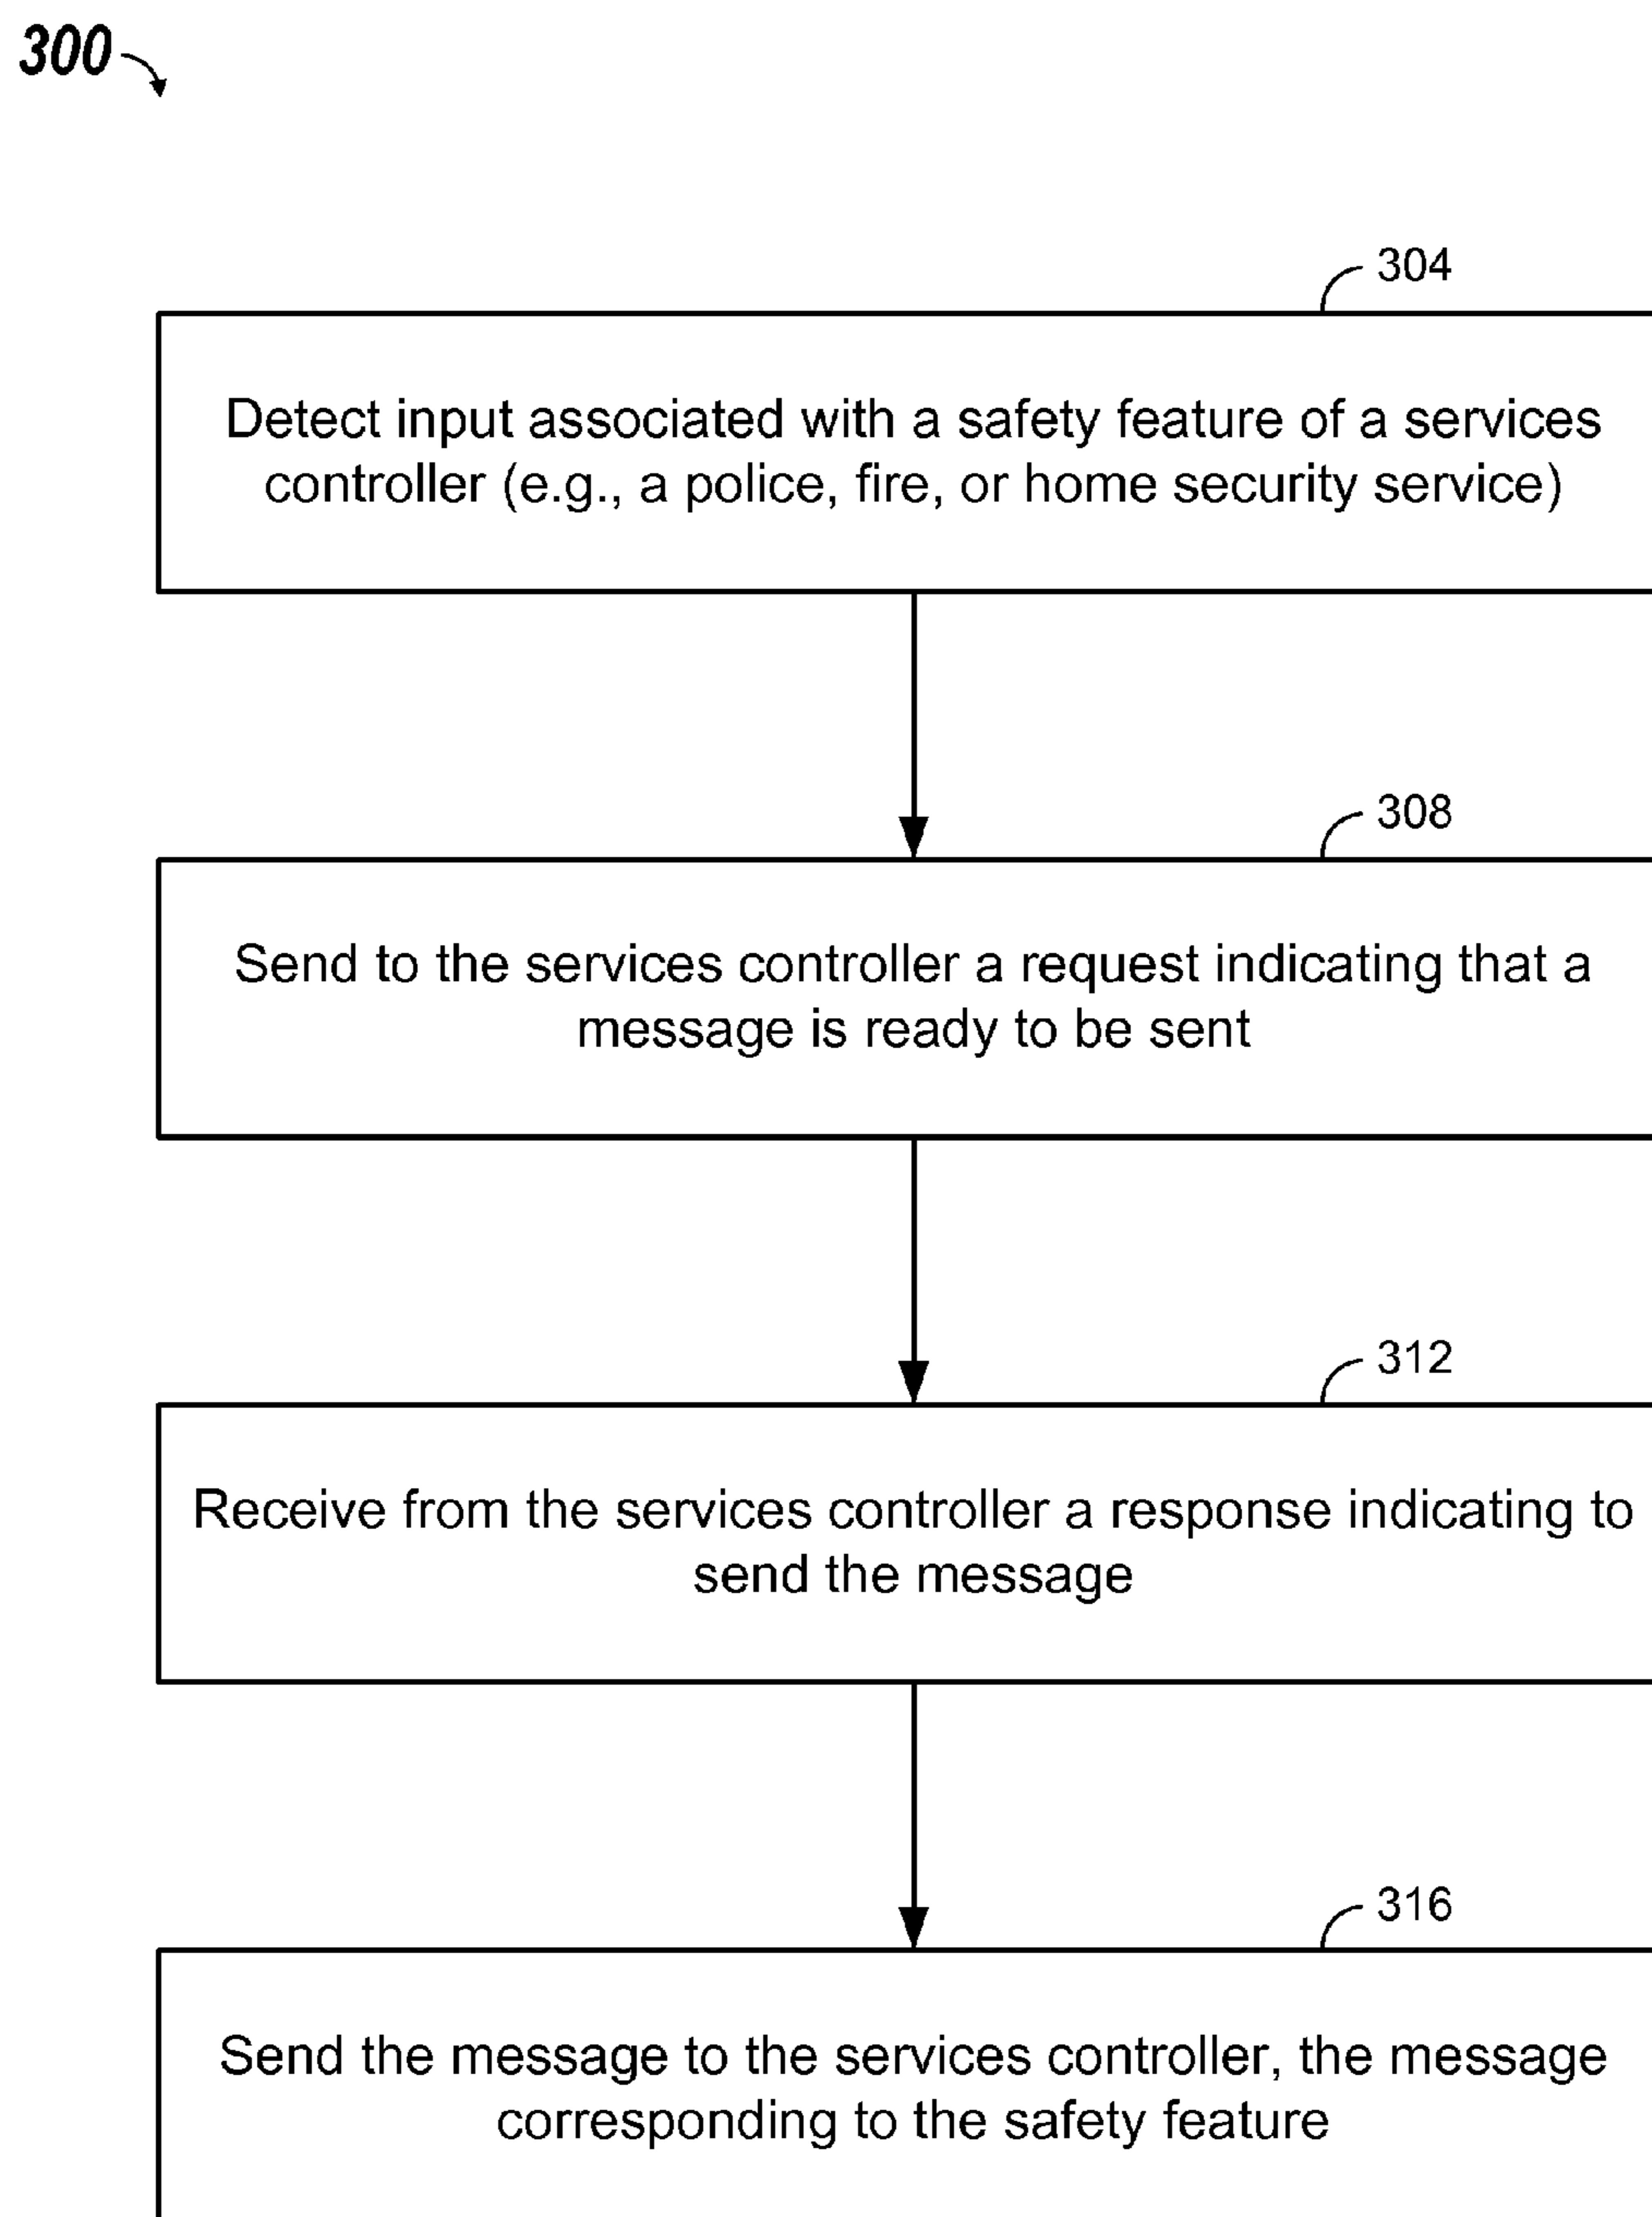 300
304
Detect input associated with a safety feature of a services
controller (e.g., a police, fire, or home security service)
308
Send to the services controller a request indicating that a
message is ready to be sent
312
Receive from the services controller a response indicating to
send the message
316
Send the message to the services controller, the message
corresponding to the safety feature